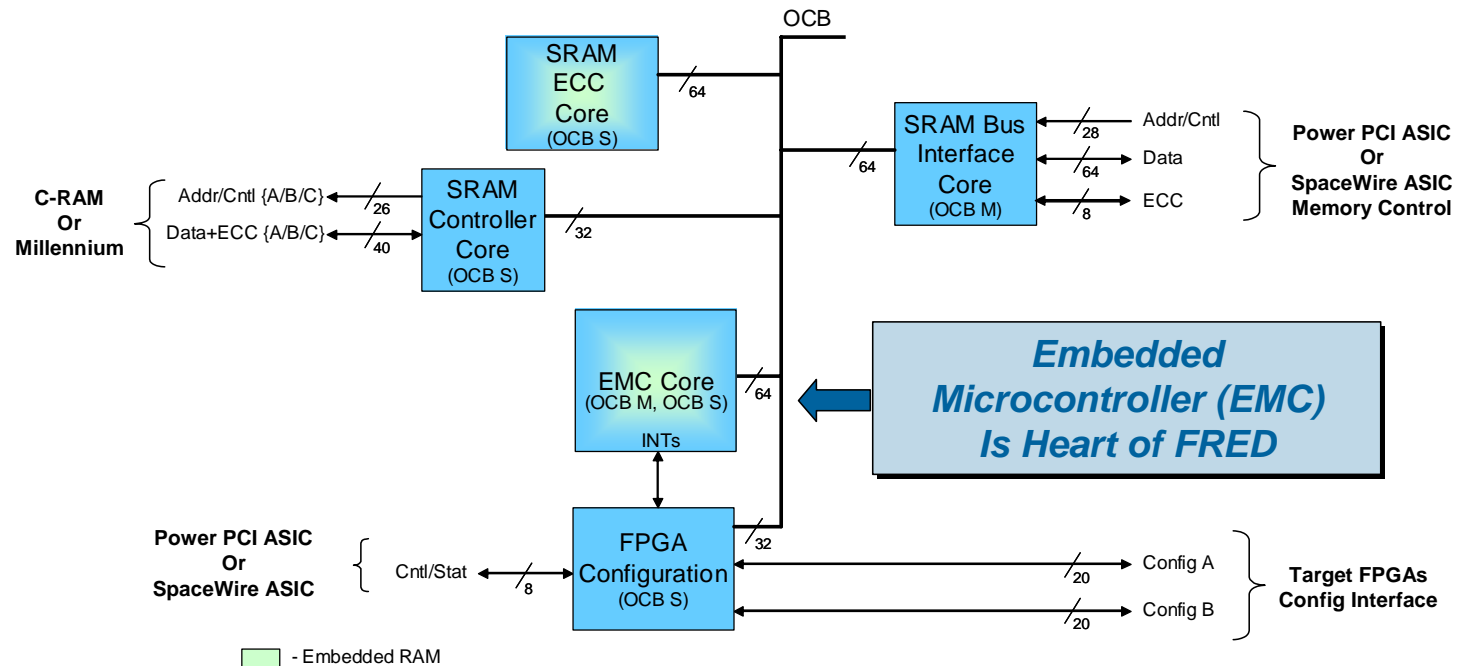 OCB
SRAM
ECC
Core
(OCB S)
64
SRAM Bus
Interface
Core
(OCB M)
64
Addr/Cntl
28
Data
64
ECC
8
Power PCI ASIC
Or
SpaceWire ASIC
Memory Control
C-RAM
Or
Millennium
Addr/Cntl {A/B/C}
26
Data+ECC {A/B/C}
40
SRAM
Controller
Core
(OCB S)
32
EMC Core
(OCB M, OCB S)
INTs
64
Embedded
Microcontroller (EMC)
Is Heart of FRED
Power PCI ASIC
Or
SpaceWire ASIC
Cntl/Stat
8
FPGA
Configuration
(OCB S)
32
20
Config A
20
Config B
Target FPGAs
Config Interface
- Embedded RAM